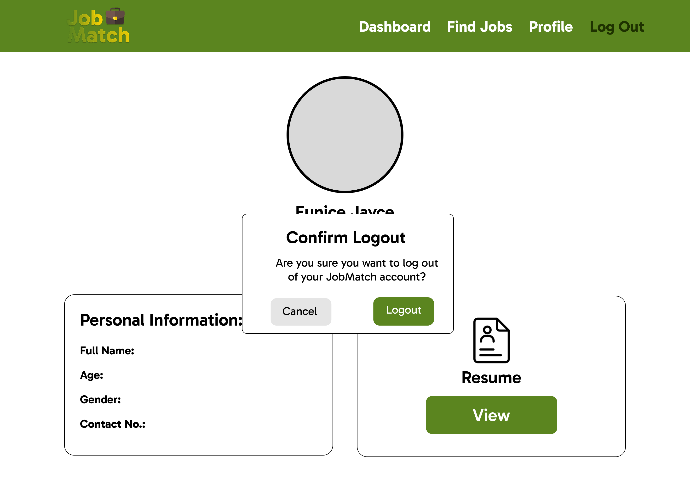 Job
Match
Dashboard Find Jobs Profile Log Out
Eunice Jayce
Confirm Logout
Are you sure you want to log out
of your JobMatch account?
Cancel Logout
Personal Information:
Full Name:
Age:
Gender:
Contact No.:
Resume
View